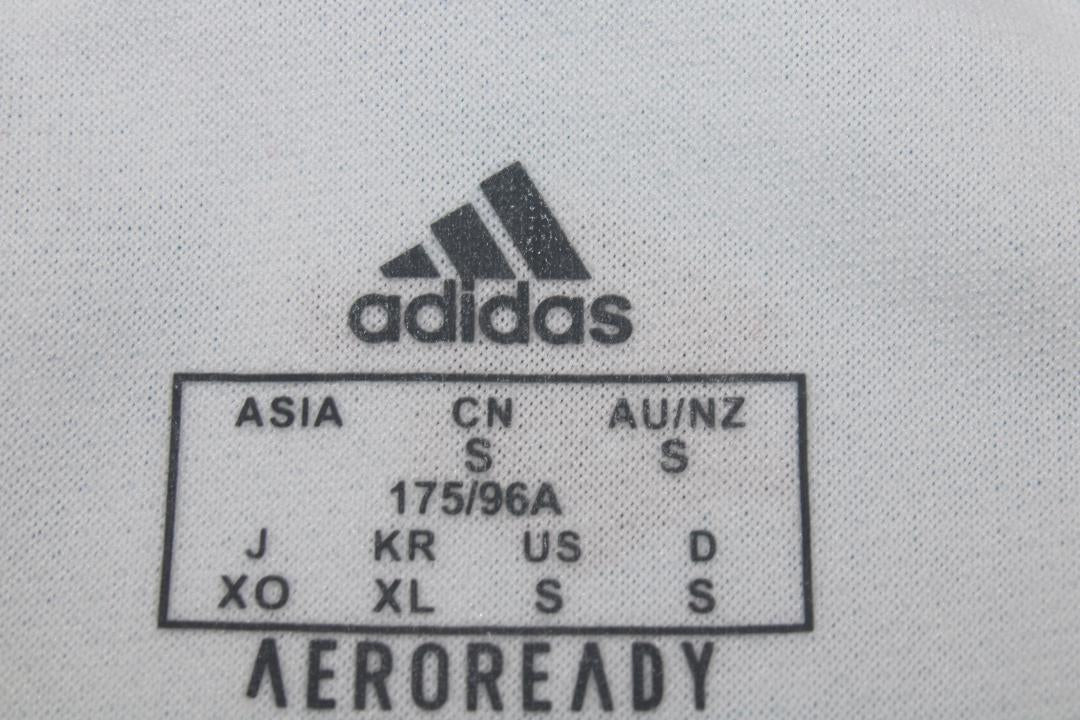 adidas
ASIA CN AU/NZ
S S
175/96A
J KR US D
XO XL S S
AEROREADY